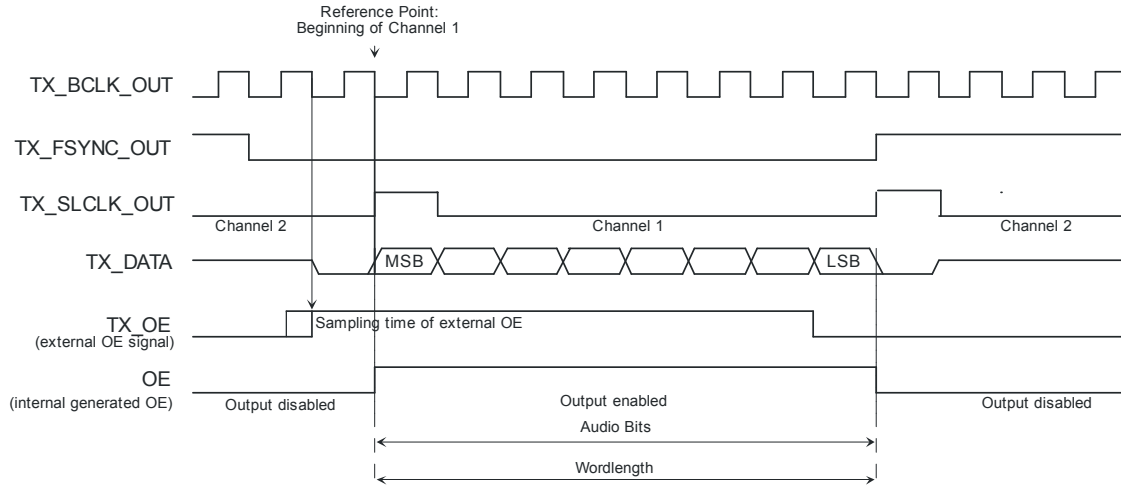 Reference Point:
Beginning of Channel 1
TX_BCLK_OUT
TX_FSYNC_OUT
TX_SLCLK_OUT
Channel 2
Channel 1
Channel 2
TX_DATA
MSB
LSB
TX_OE
(external OE signal)
Sampling time of external OE
OE
(internal generated OE)
Output disabled
Output enabled
Output disabled
Audio Bits
Wordlength